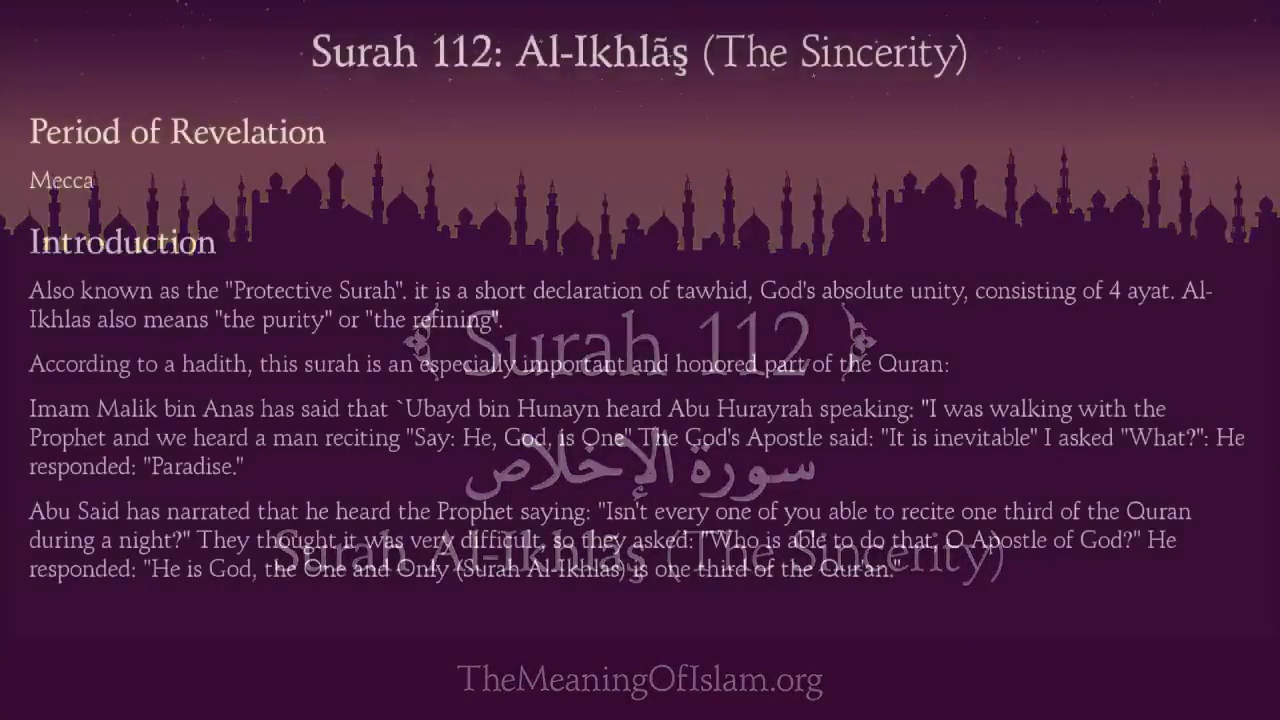 Surah 112: Al-Ikhlãş (The Sincerity)
Period of Revelation
Mecca
Introduction
Also known as the "Protective Surah". it is a short declaration of tawhid, God's absolute unity, consisting of 4 ayat. Al-
Ikhlas also means "the purity" or "the refining".
﴾ Surah 112 ﴿
According to a hadith, this surah is an especially important and honored part of the Quran:
Imam Malik bin Anas has said that `Ubayd bin Hunayn heard Abu Hurayrah speaking: "I was walking with the
Prophet and we heard a man reciting "Say: He, God, is One" The God's Apostle said: "It is inevitable" I asked "What?": He
responded: "Paradise."
سورة الإخلاص
Abu Said has narrated that he heard the Prophet saying: "Isn't every one of you able to recite one third of the Quran
during a night?" They thought it was very difficult, so they asked: "Who is able to do that, O Apostle of God?" He
Surah Al-Ikhlãş (The Sincerity)
responded: "He is God, the One and Only (Surah Al-Ikhlas) is one third of the Qur'an."
TheMeaningOfIslam.org